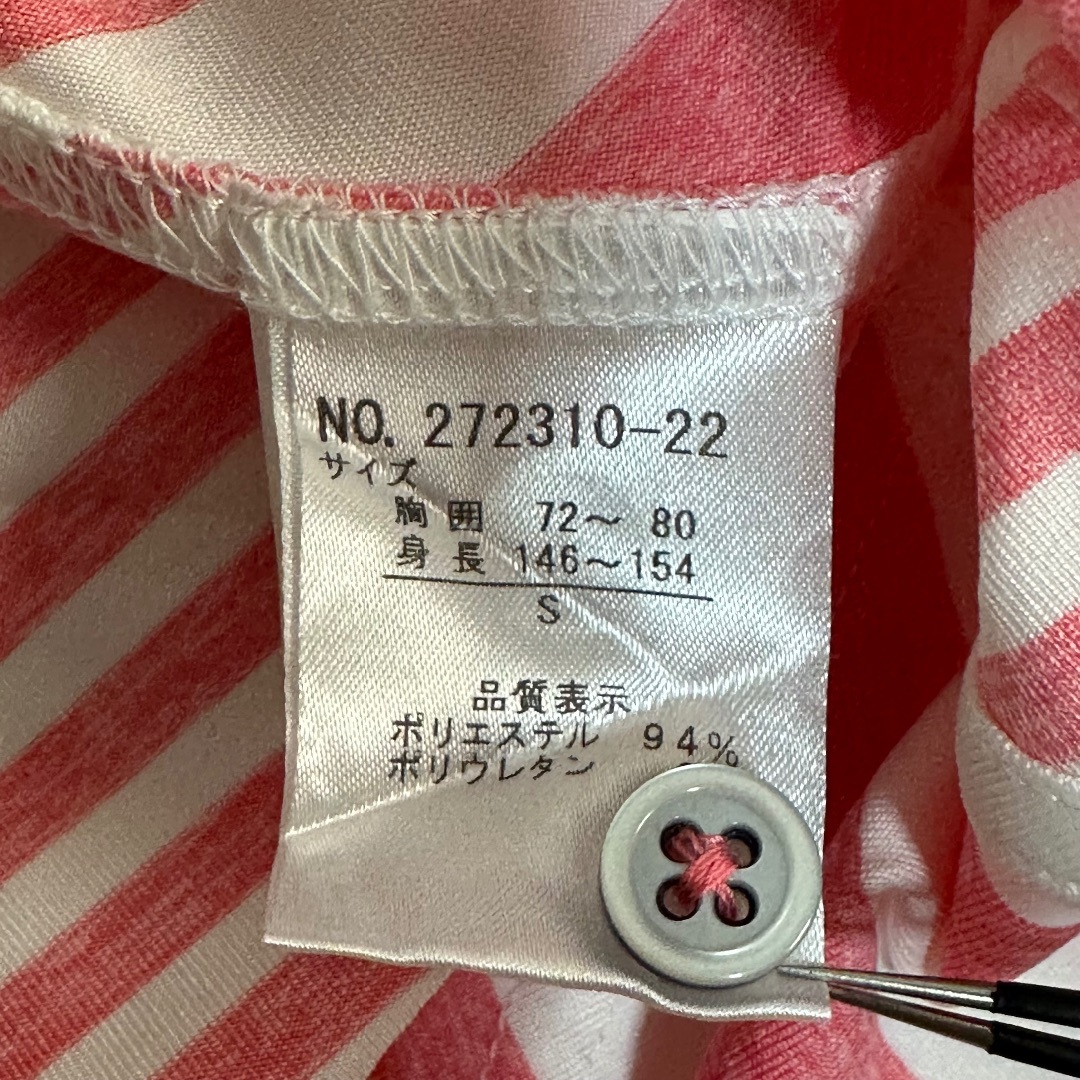 NO. 272310-22
サイズ
胸囲 72～ 80
身長 146～154
S
品質表示
ポリエステル 94%
ポリウレタン